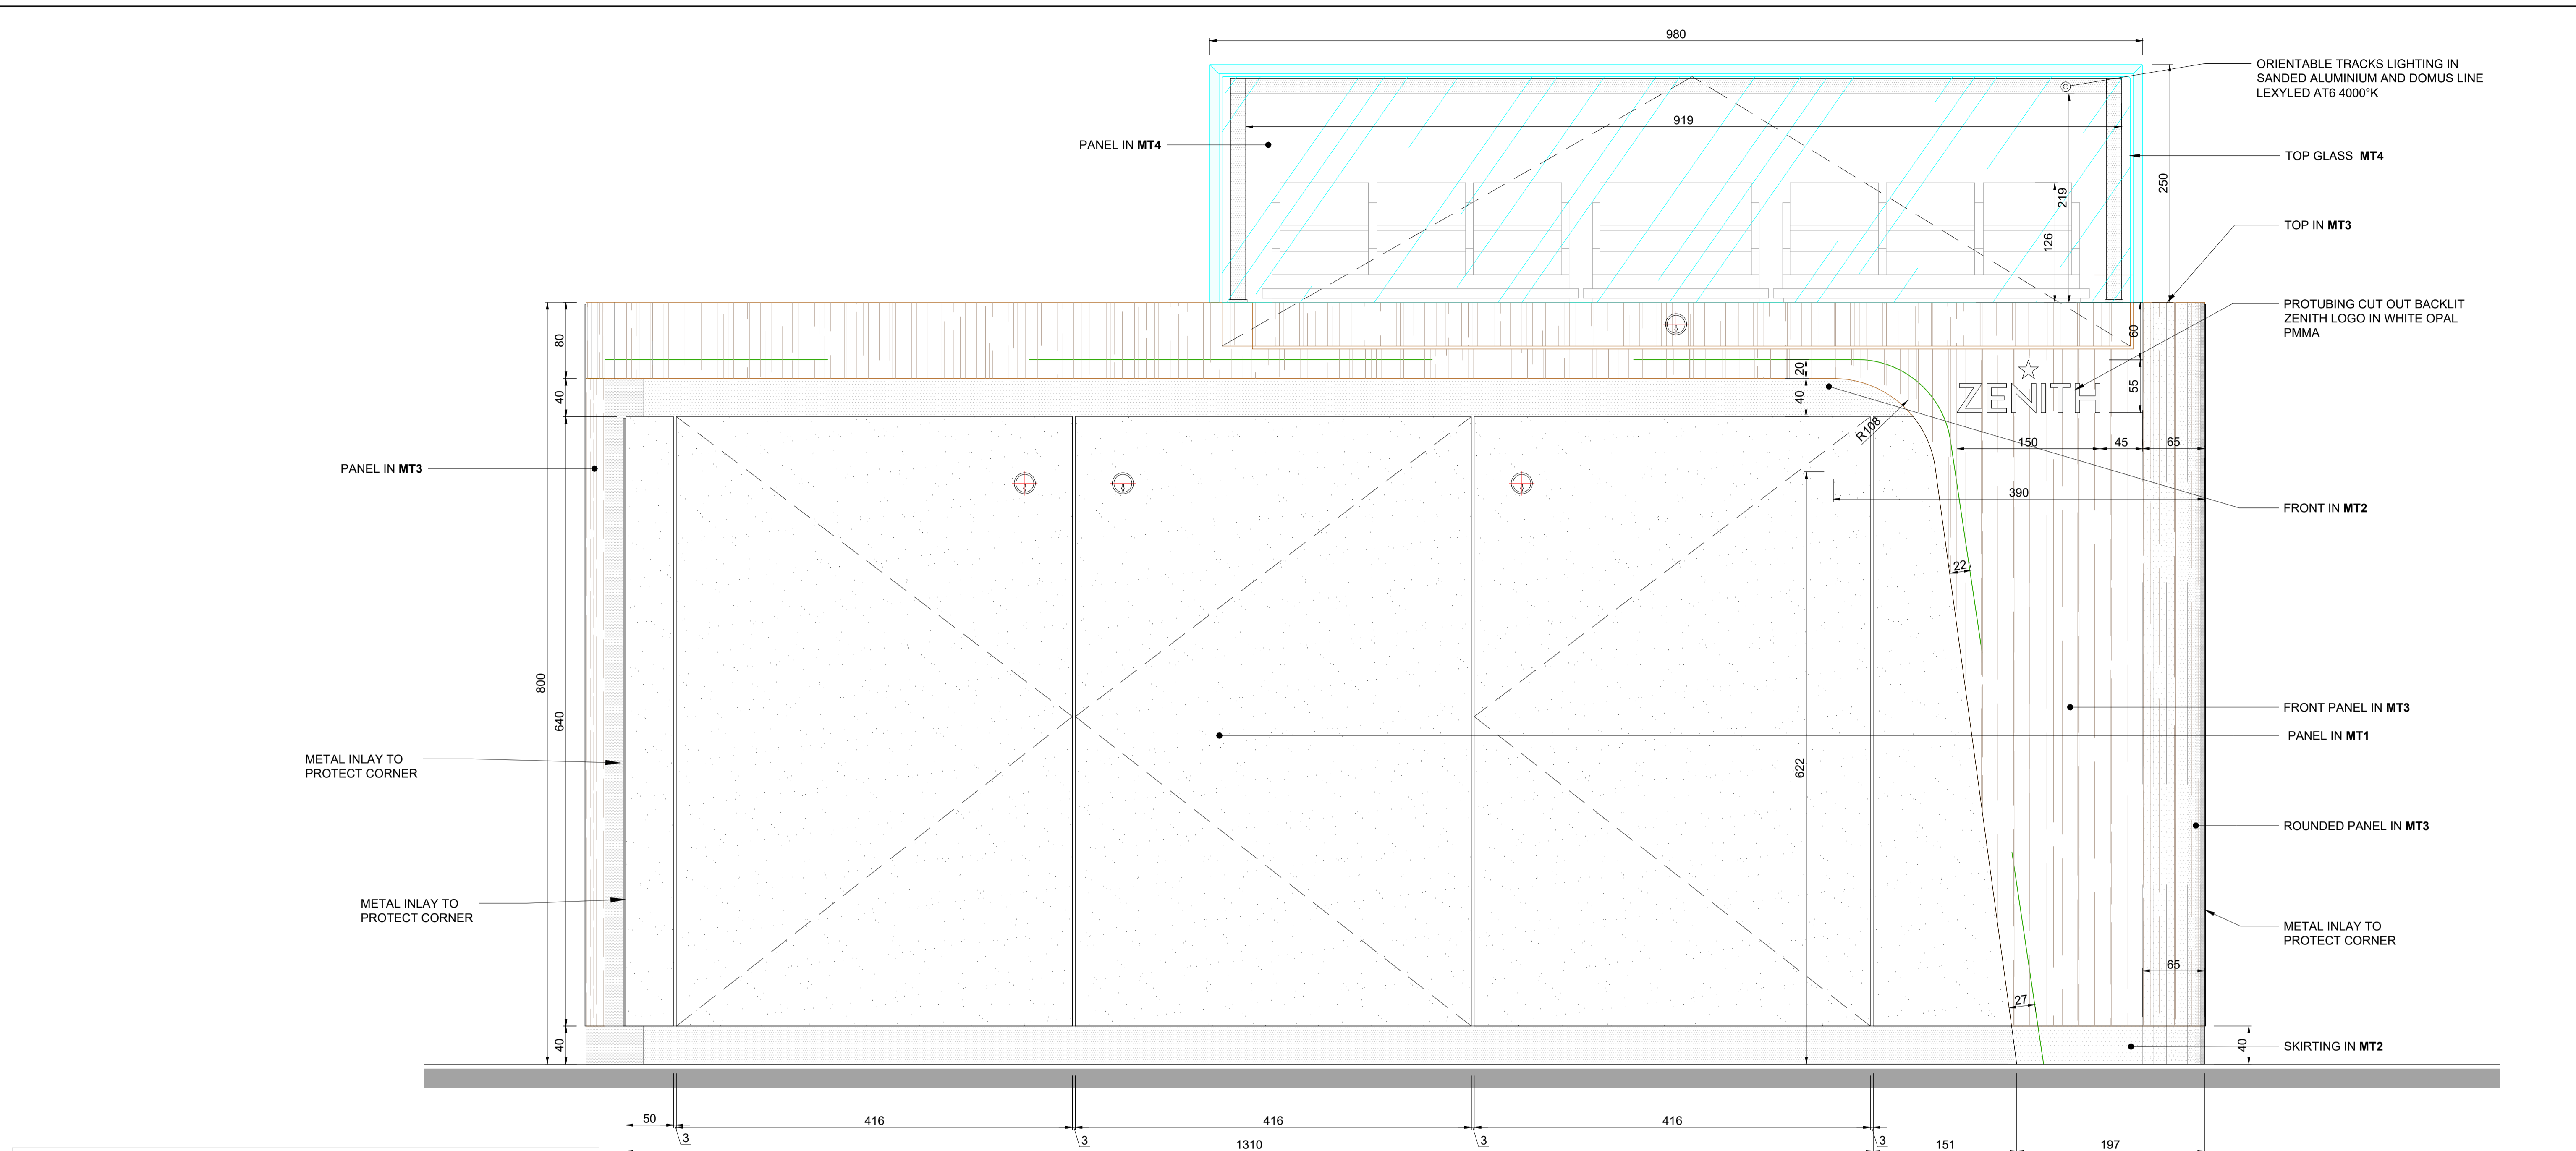 980
ORIENTABLE TRACKS LIGHTING IN
SANDED ALUMINIUM AND DOMUS LINE
LEXYLED AT6 4000°K
919
PANEL IN MT4
TOP GLASS MT4
250
219
126
TOP IN MT3
PROTUBING CUT OUT BACKLIT
ZENITH LOGO IN WHITE OPAL
PMMA
80
60
20
55
ZENITH
40
40
R108
150
45
65
PANEL IN MT3
390
FRONT IN MT2
22
800
640
622
FRONT PANEL IN MT3
PANEL IN MT1
METAL INLAY TO
PROTECT CORNER
ROUNDED PANEL IN MT3
METAL INLAY TO
PROTECT CORNER
METAL INLAY TO
PROTECT CORNER
65
27
40
40
SKIRTING IN MT2
50
416
416
416
3
3
3
3
1310
151
197